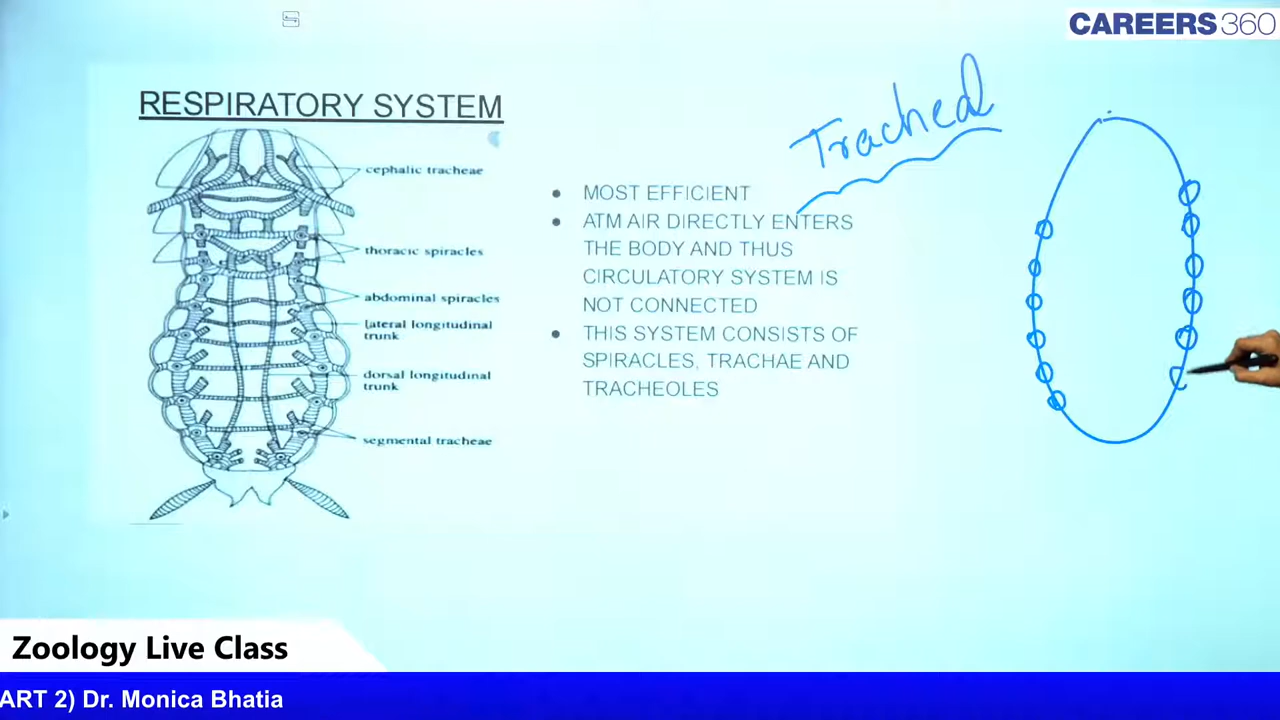 CAREERS360
RESPIRATORY SYSTEM
Tracheal
cephalic tracheae
thoracic spiracles
abdominal spiracles
lateral longitudinal
trunk
dorsal longitudinal
trunk
segmental tracheae
MOST EFFICIENT
ATM AIR DIRECTLY ENTERS
THE BODY AND THUS
CIRCULATORY SYSTEM IS
NOT CONNECTED
THIS SYSTEM CONSISTS OF
SPIRACLES, TRACHAE AND
TRACHEOLES
Zoology Live Class
ART 2) Dr. Monica Bhatia